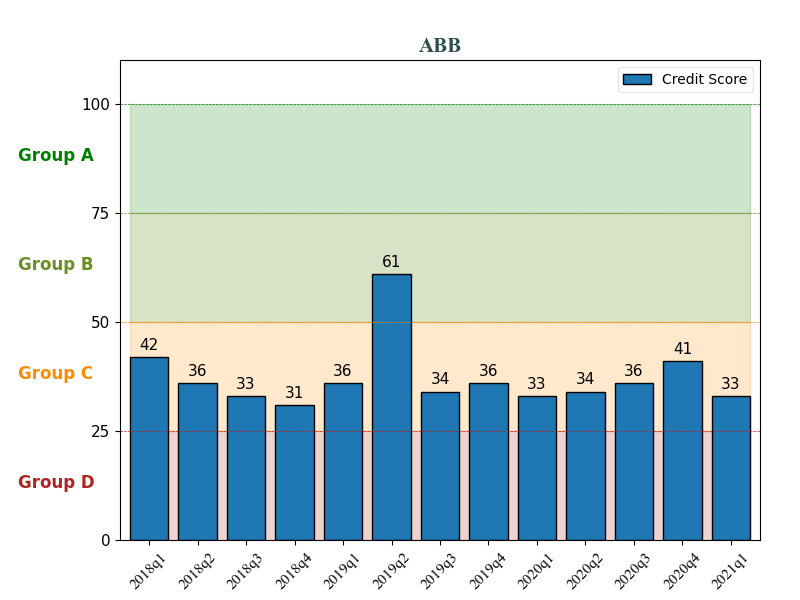 ABB
Credit Score
100
Group A
75
Group B
61
50
42
41
36
36
36
36
34
34
33
33
33
31
Group C
25
Group D
0
2018q1
2018q2
2018q3
2018q4
2019q1
2019q2
2019q3
2019q4
2020q1
2020q2
2020q3
2020q4
2021q1